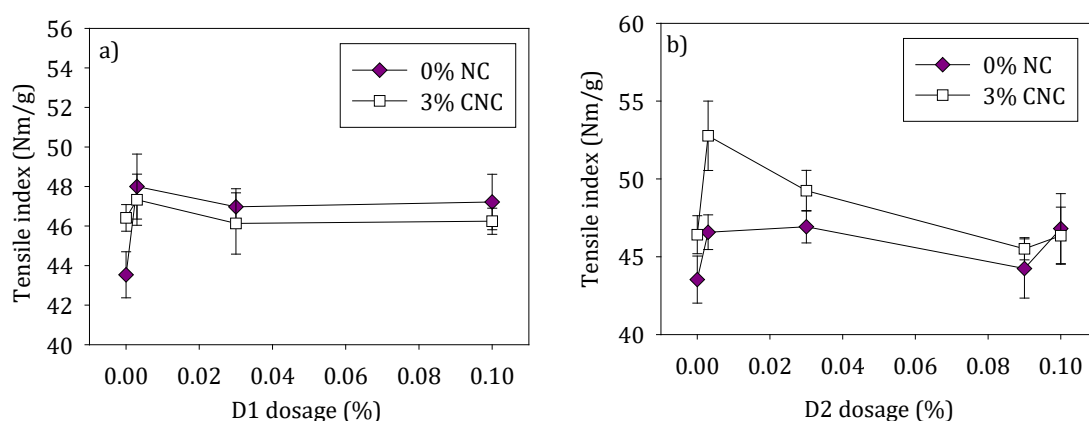 a)
0% NC
3% CNC
Tensile index (Nm/g)
56
54
52
50
48
46
44
42
40
0.00 0.02 0.04 0.06 0.08 0.10
D1 dosage (%)
b)
0% NC
3% CNC
Tensile index (Nm/g)
60
55
50
45
40
0.00 0.02 0.04 0.06 0.08 0.10
D2 dosage (%)